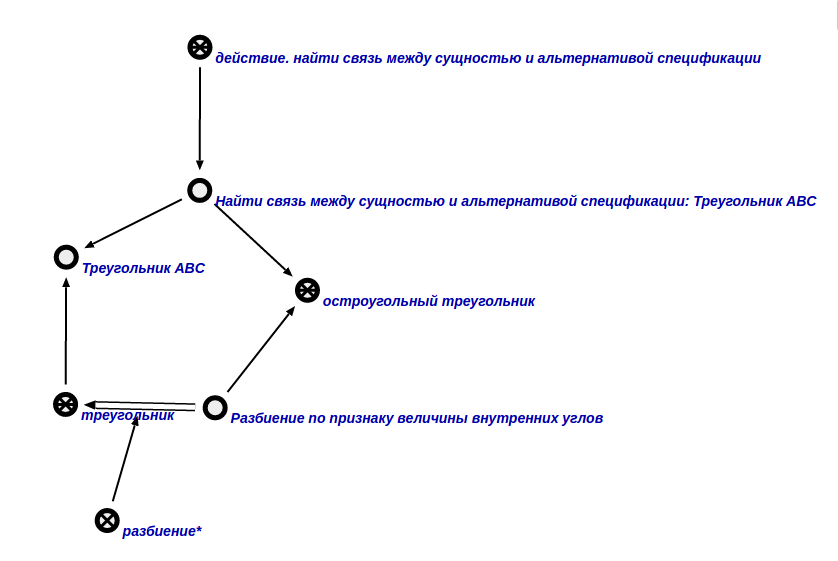 действие. найти связь между сущностью и альтернативой спецификации
Найти связь между сущностью и альтернативой спецификации: Треугольник ABC
Треугольник ABC
остроугольный треугольник
треугольник
Разбиение по признаку величины внутренних углов
разбиение*